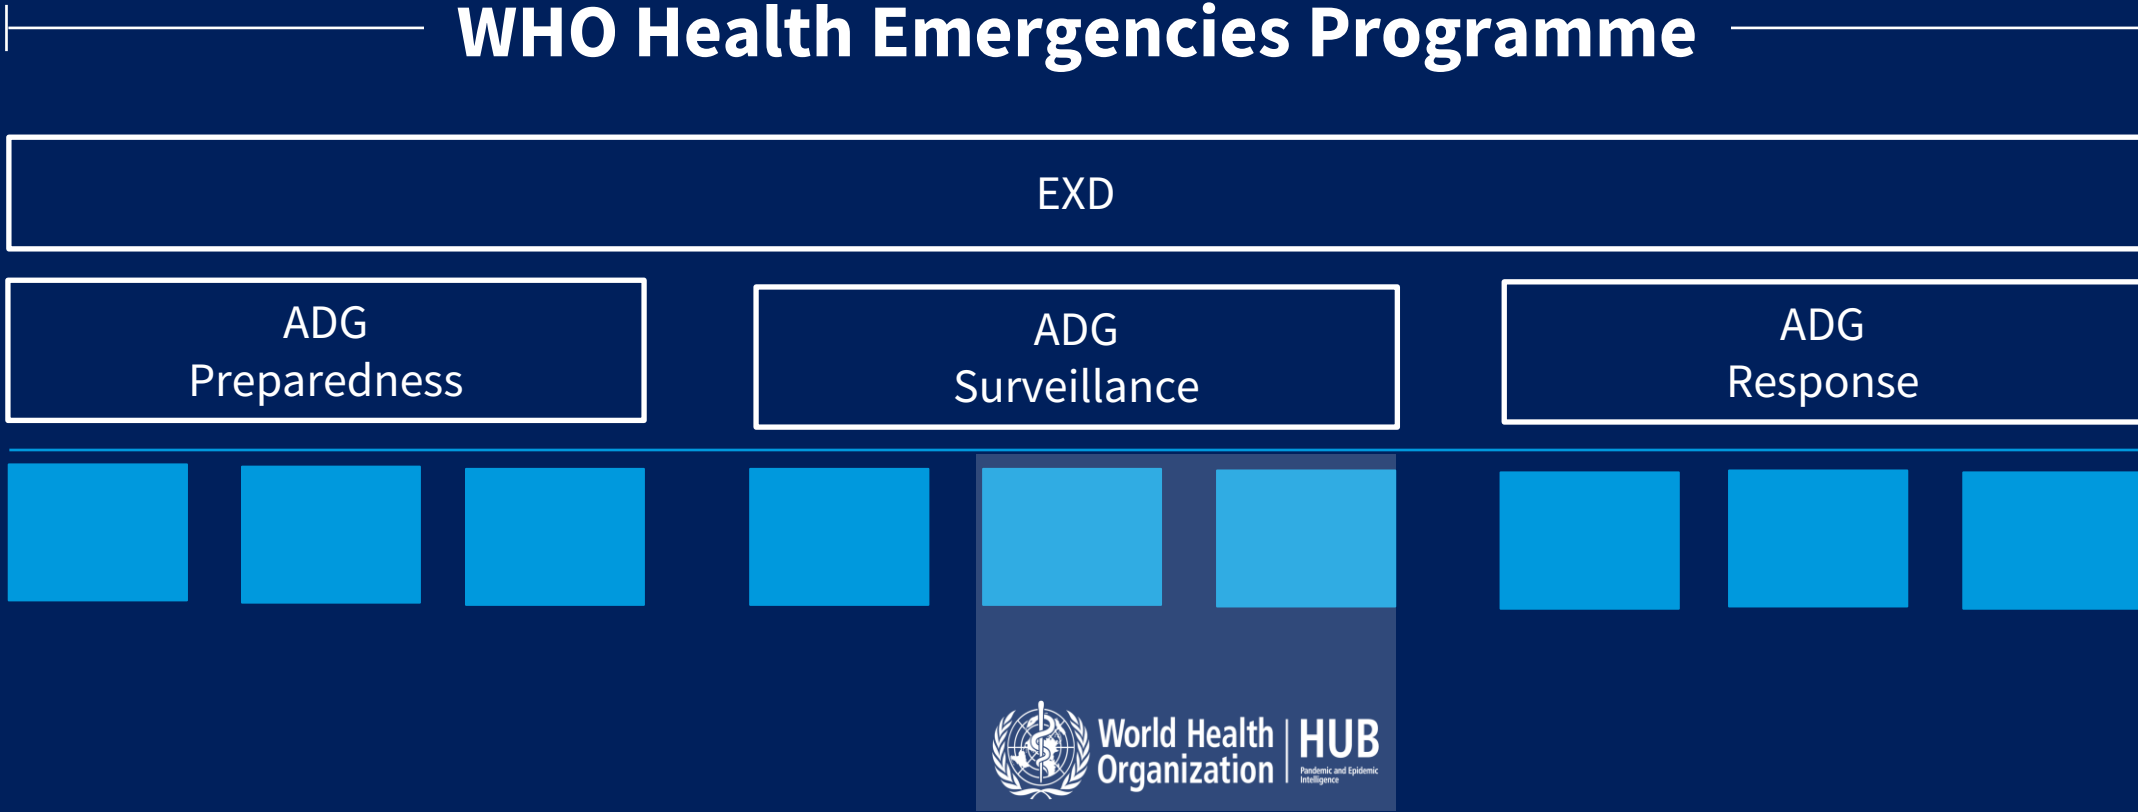 WHO Health Emergencies Programme
EXD
ADG
Preparedness
ADG
Surveillance
ADG
Response
World Health
Organization
HUB
Pandemic and Epidemic
Intelligence